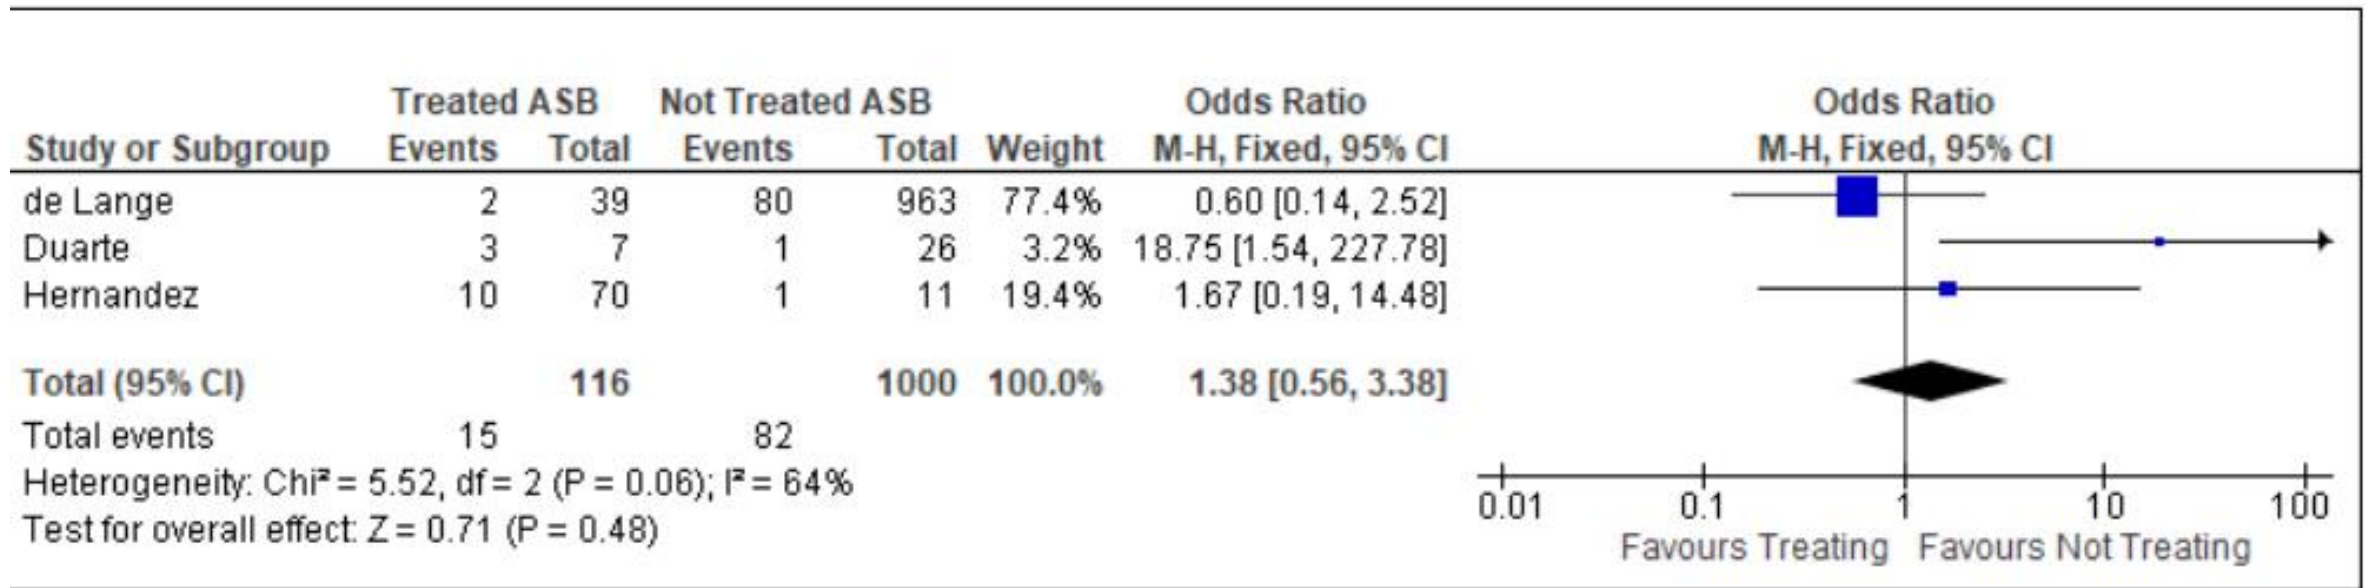 Treated ASB Not Treated ASB Odds Ratio Odds Ratio
Study or Subgroup Events Total Events Total Weight M-H, Fixed, 95% CI M-H, Fixed, 95% CI
de Lange 2 39 80 963 77.4% 0.60 [0.14, 2.52]
Duarte 3 7 1 26 3.2% 18.75 [1.54, 227.78]
Hernandez 10 70 1 11 19.4% 1.67 [0.19, 14.48]
Total (95% CI) 116 1000 100.0% 1.38 [0.56, 3.38]
Total events 15 82
Heterogeneity: Chi² = 5.52, df = 2 (P = 0.06); I² = 64%
Test for overall effect: Z = 0.71 (P = 0.48)
0.01 0.1 1 10 100
Favours Treating Favours Not Treating